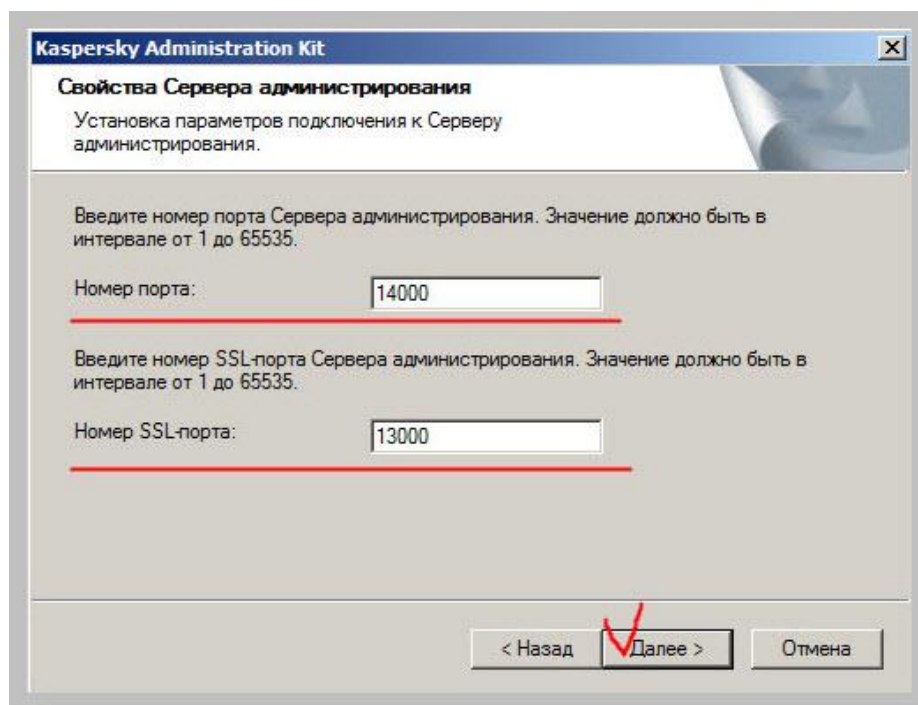 Kaspersky Administration Kit
Свойства Сервера администрирования
Установка параметров подключения к Серверу
администрирования.
Введите номер порта Сервера администрирования. Значение должно быть в
интервале от 1 до 65535.
Номер порта:
14000
Введите номер SSL-порта Сервера администрирования. Значение должно быть в
интервале от 1 до 65535.
Номер SSL-порта:
13000
< Назад
Далее >
Отмена